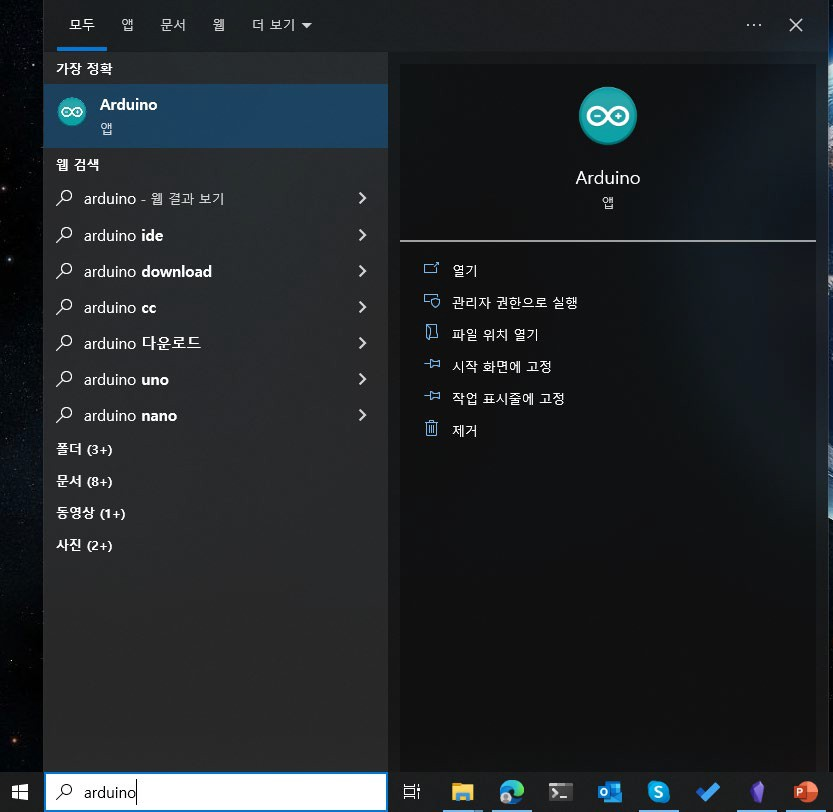 모두 앱 문서 웹 더 보기
가장 정확
Arduino
앱
웹 검색
arduino - 웹 결과 보기
arduino ide
arduino download
arduino cc
arduino 다운로드
arduino uno
arduino nano
폴더 (3+)
문서 (8+)
동영상 (1+)
사진 (2+)
Arduino
앱
열기
관리자 권한으로 실행
파일 위치 열기
시작 화면에 고정
작업 표시줄에 고정
제거
arduino